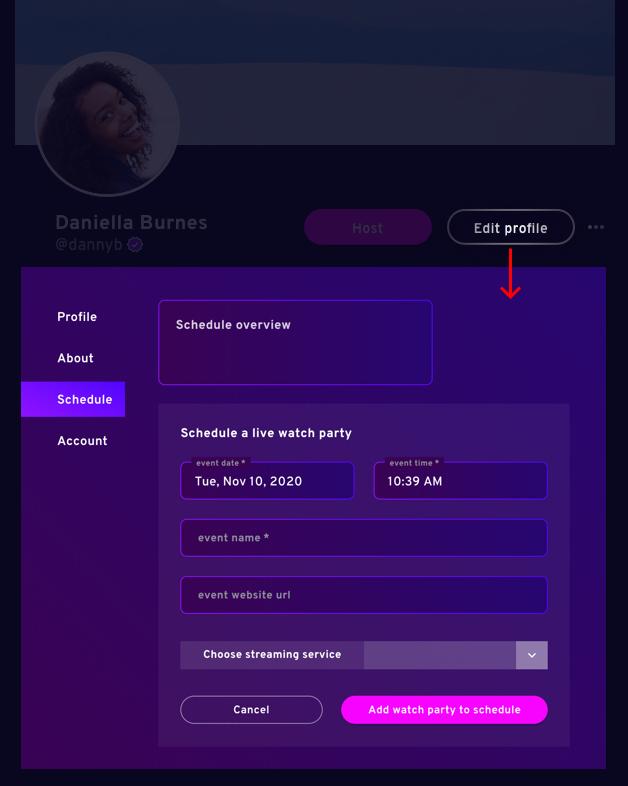 Daniella Burnes
@dannyb
Host
Edit profile
Profile
About
Schedule
Account
Schedule overview
Schedule a live watch party
event date *
Tue, Nov 10, 2020
event time *
10:39 AM
event name *
event website url
Choose streaming service
Cancel
Add watch party to schedule